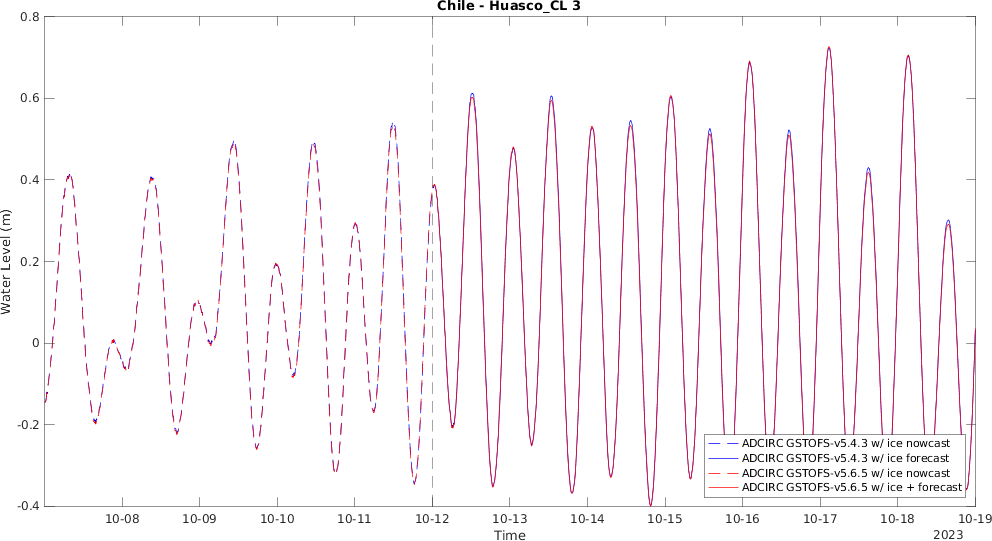 Chile - Huasco_CL 3
0.8
0.6
0.4
0.2
0
-0.2
-0.4
Water Level (m)
ADCIRC GSTOFS-v5.4.3 w/ ice nowcast
ADCIRC GSTOFS-v5.4.3 w/ ice forecast
ADCIRC GSTOFS-v5.6.5 w/ ice nowcast
ADCIRC GSTOFS-v5.6.5 w/ ice + forecast
10-08 10-09 10-10 10-11 10-12 10-13 10-14 10-15 10-16 10-17 10-18 10-19
Time
2023